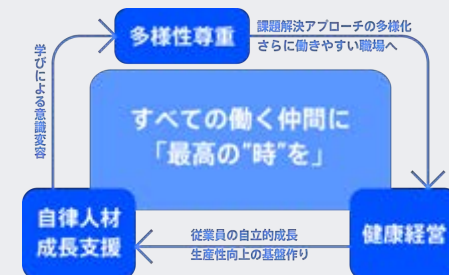 多様性尊重
課題解決アプローチの多様化
さらに働きやすい職場へ
学びによる意識変容
すべての働く仲間に
「最高の"時"を」
自律人材
成長支援
従業員の自立的成長
生産性向上の基盤作り
健康経営